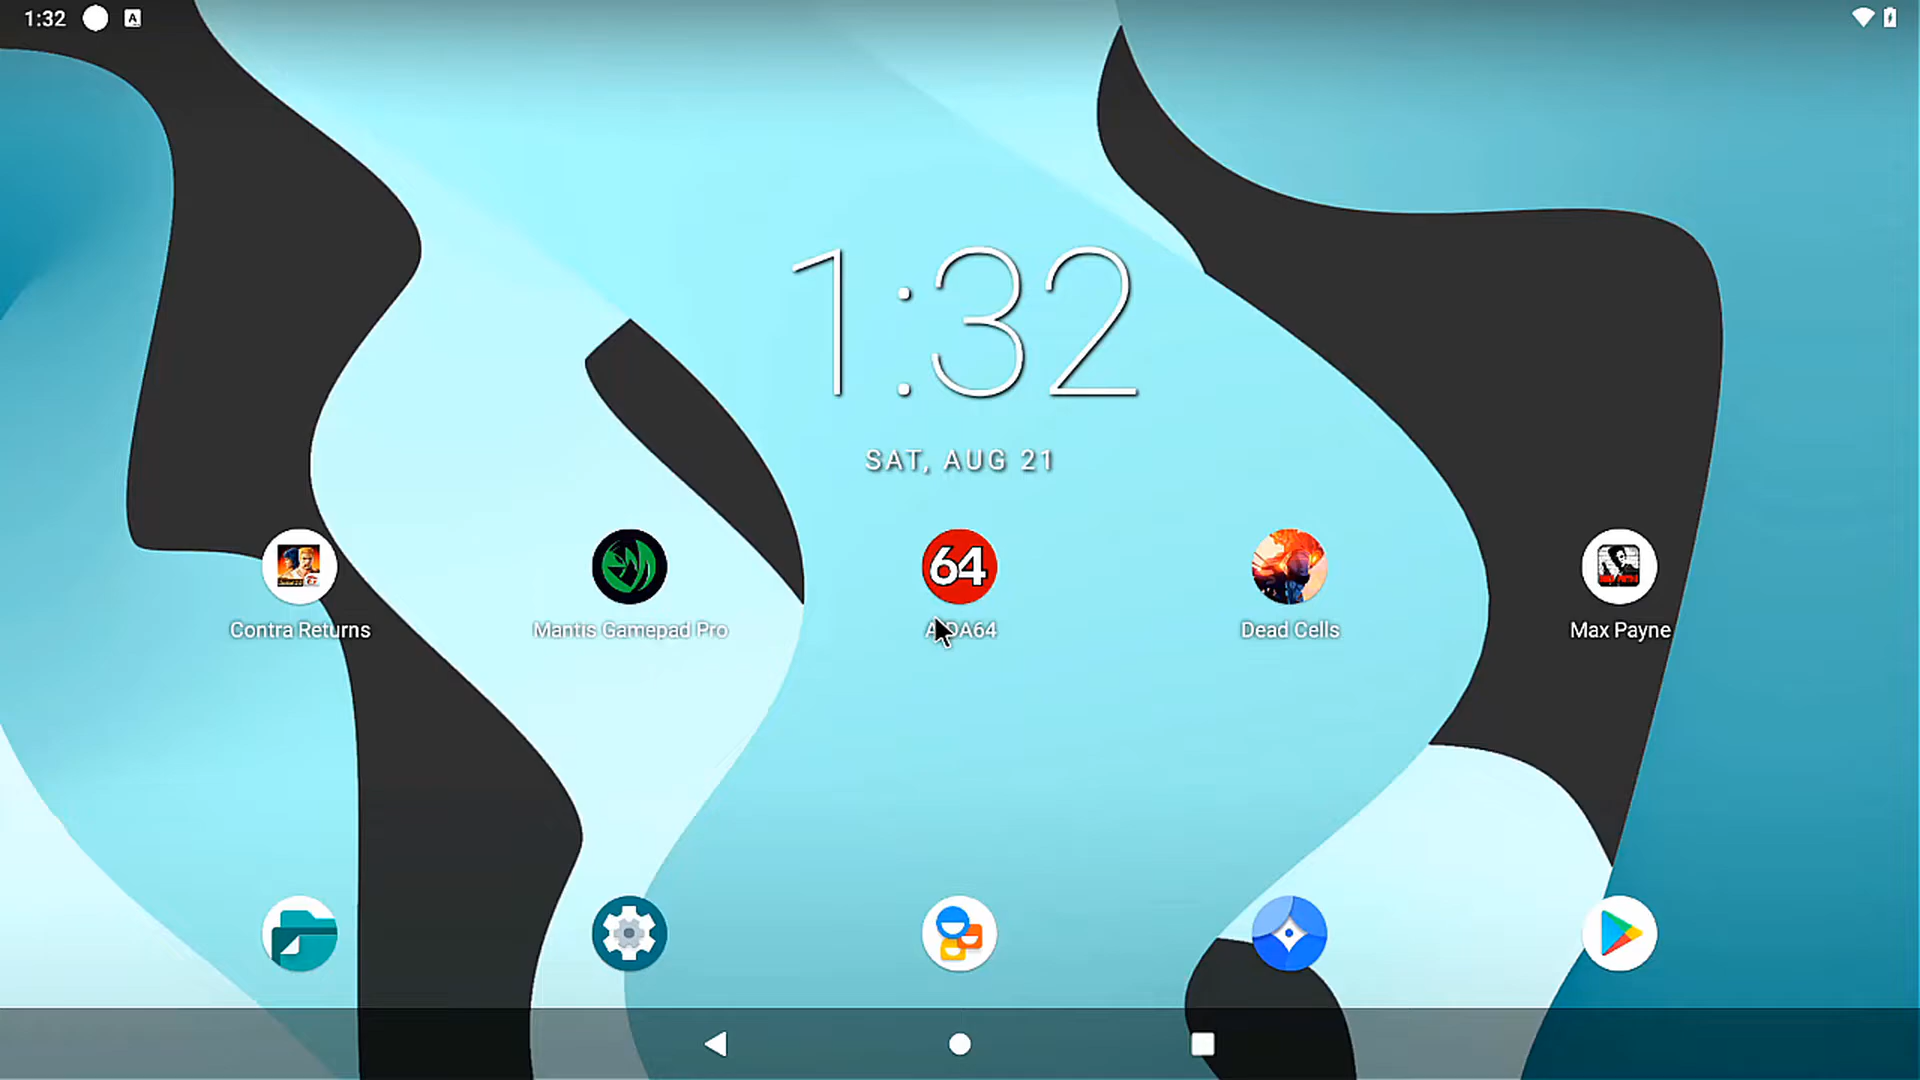 1:32
A
1:32
SAT, AUG 21
64
Contra Returns
Mantis Gamepad Pro
Dead Cells
Max Payne